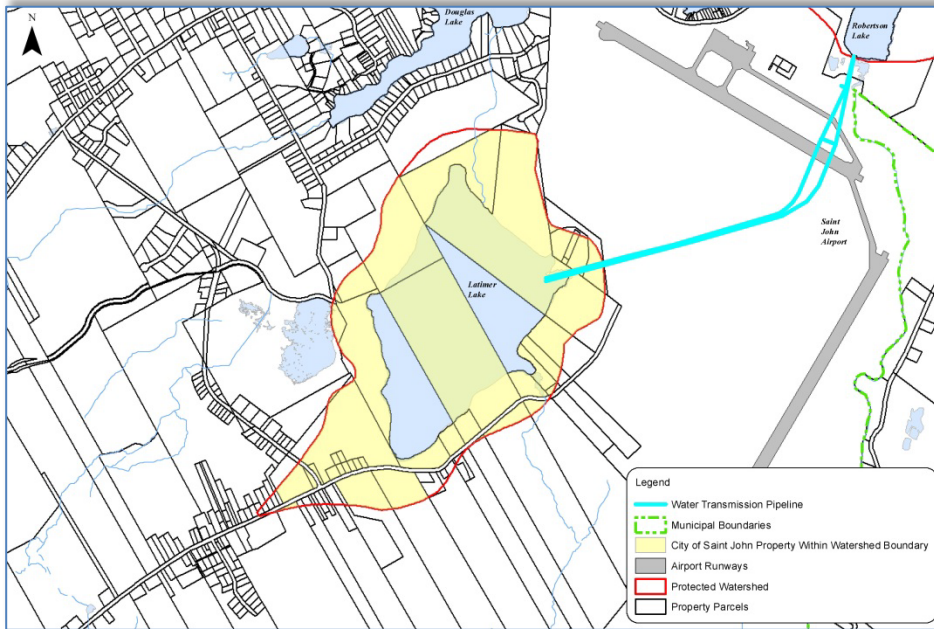 N
Douglas
Lake
Robertson
Lake
Saint
John
Airport
Latimer
Lake
Legend
Water Transmission Pipeline
Municipal Boundaries
City of Saint John Property Within Watershed Boundary
Airport Runways
Protected Watershed
Property Parcels